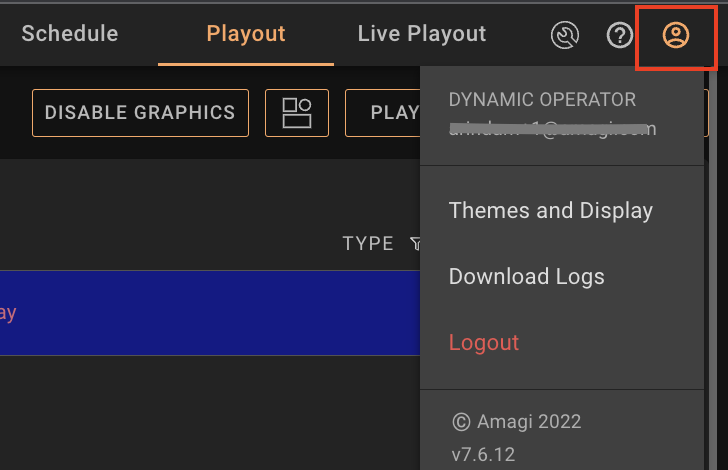 Schedule Playout Live Playout
DISABLE GRAPHICS PLAY
DYNAMIC OPERATOR
Themes and Display
TYPE
Download Logs
ay
Logout
© Amagi 2022
v7.6.12